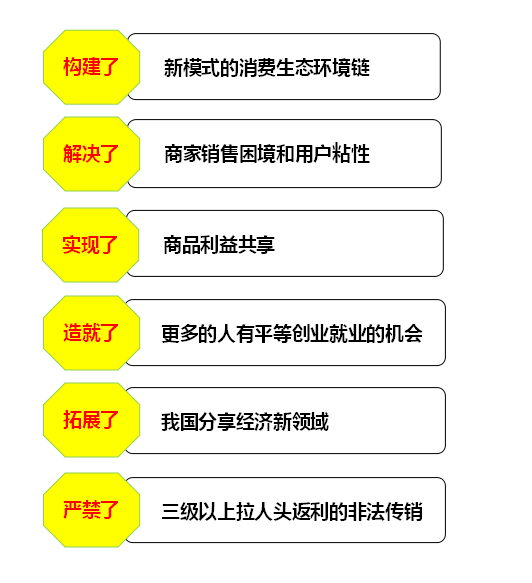 构建了 新模式的消费生态环境链
解决了 商家销售困境和用户粘性
实现了 商品利益共享
造就了 更多的人有平等创业就业的机会
拓展了 我国分享经济新领域
严禁了 三级以上拉人头返利的非法传销